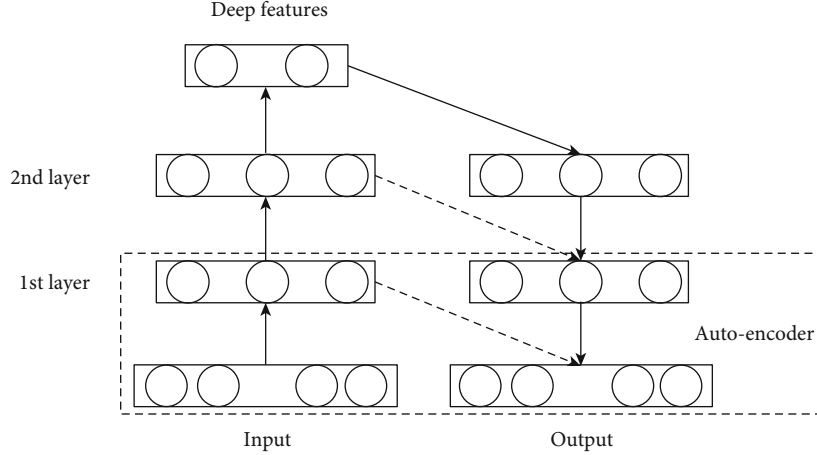 Deep features
2nd layer
1st layer
Auto-encoder
Input
Output